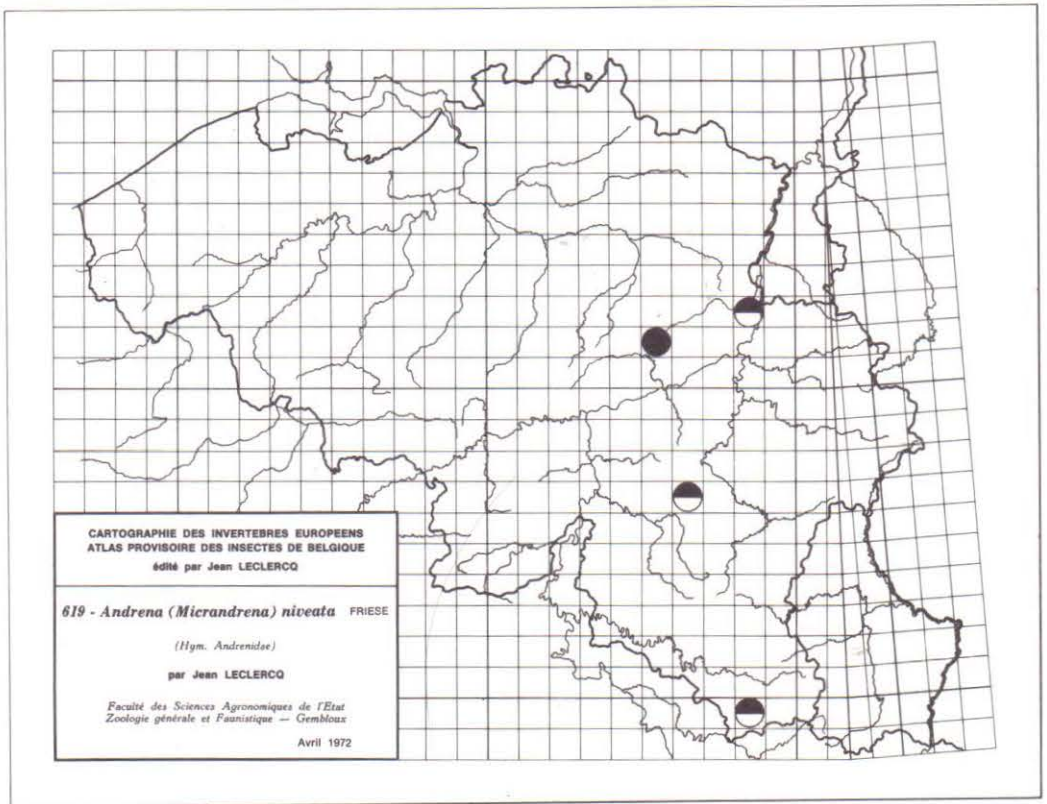 CARTOGRAPHIE DES INVERTEBRES EUROPEENS
ATLAS PROVISOIRE DES INSECTES DE BELGIQUE
édité par Jean LECLERCQ
619 - Andrena (Micrandrena) niveata FRIESE
(Hym. Andrenidae)
par Jean LECLERCQ
Faculté des Sciences Agronomiques de l'Etat
Zoologie générale et Faunistique — Gembloux
Avril 1972